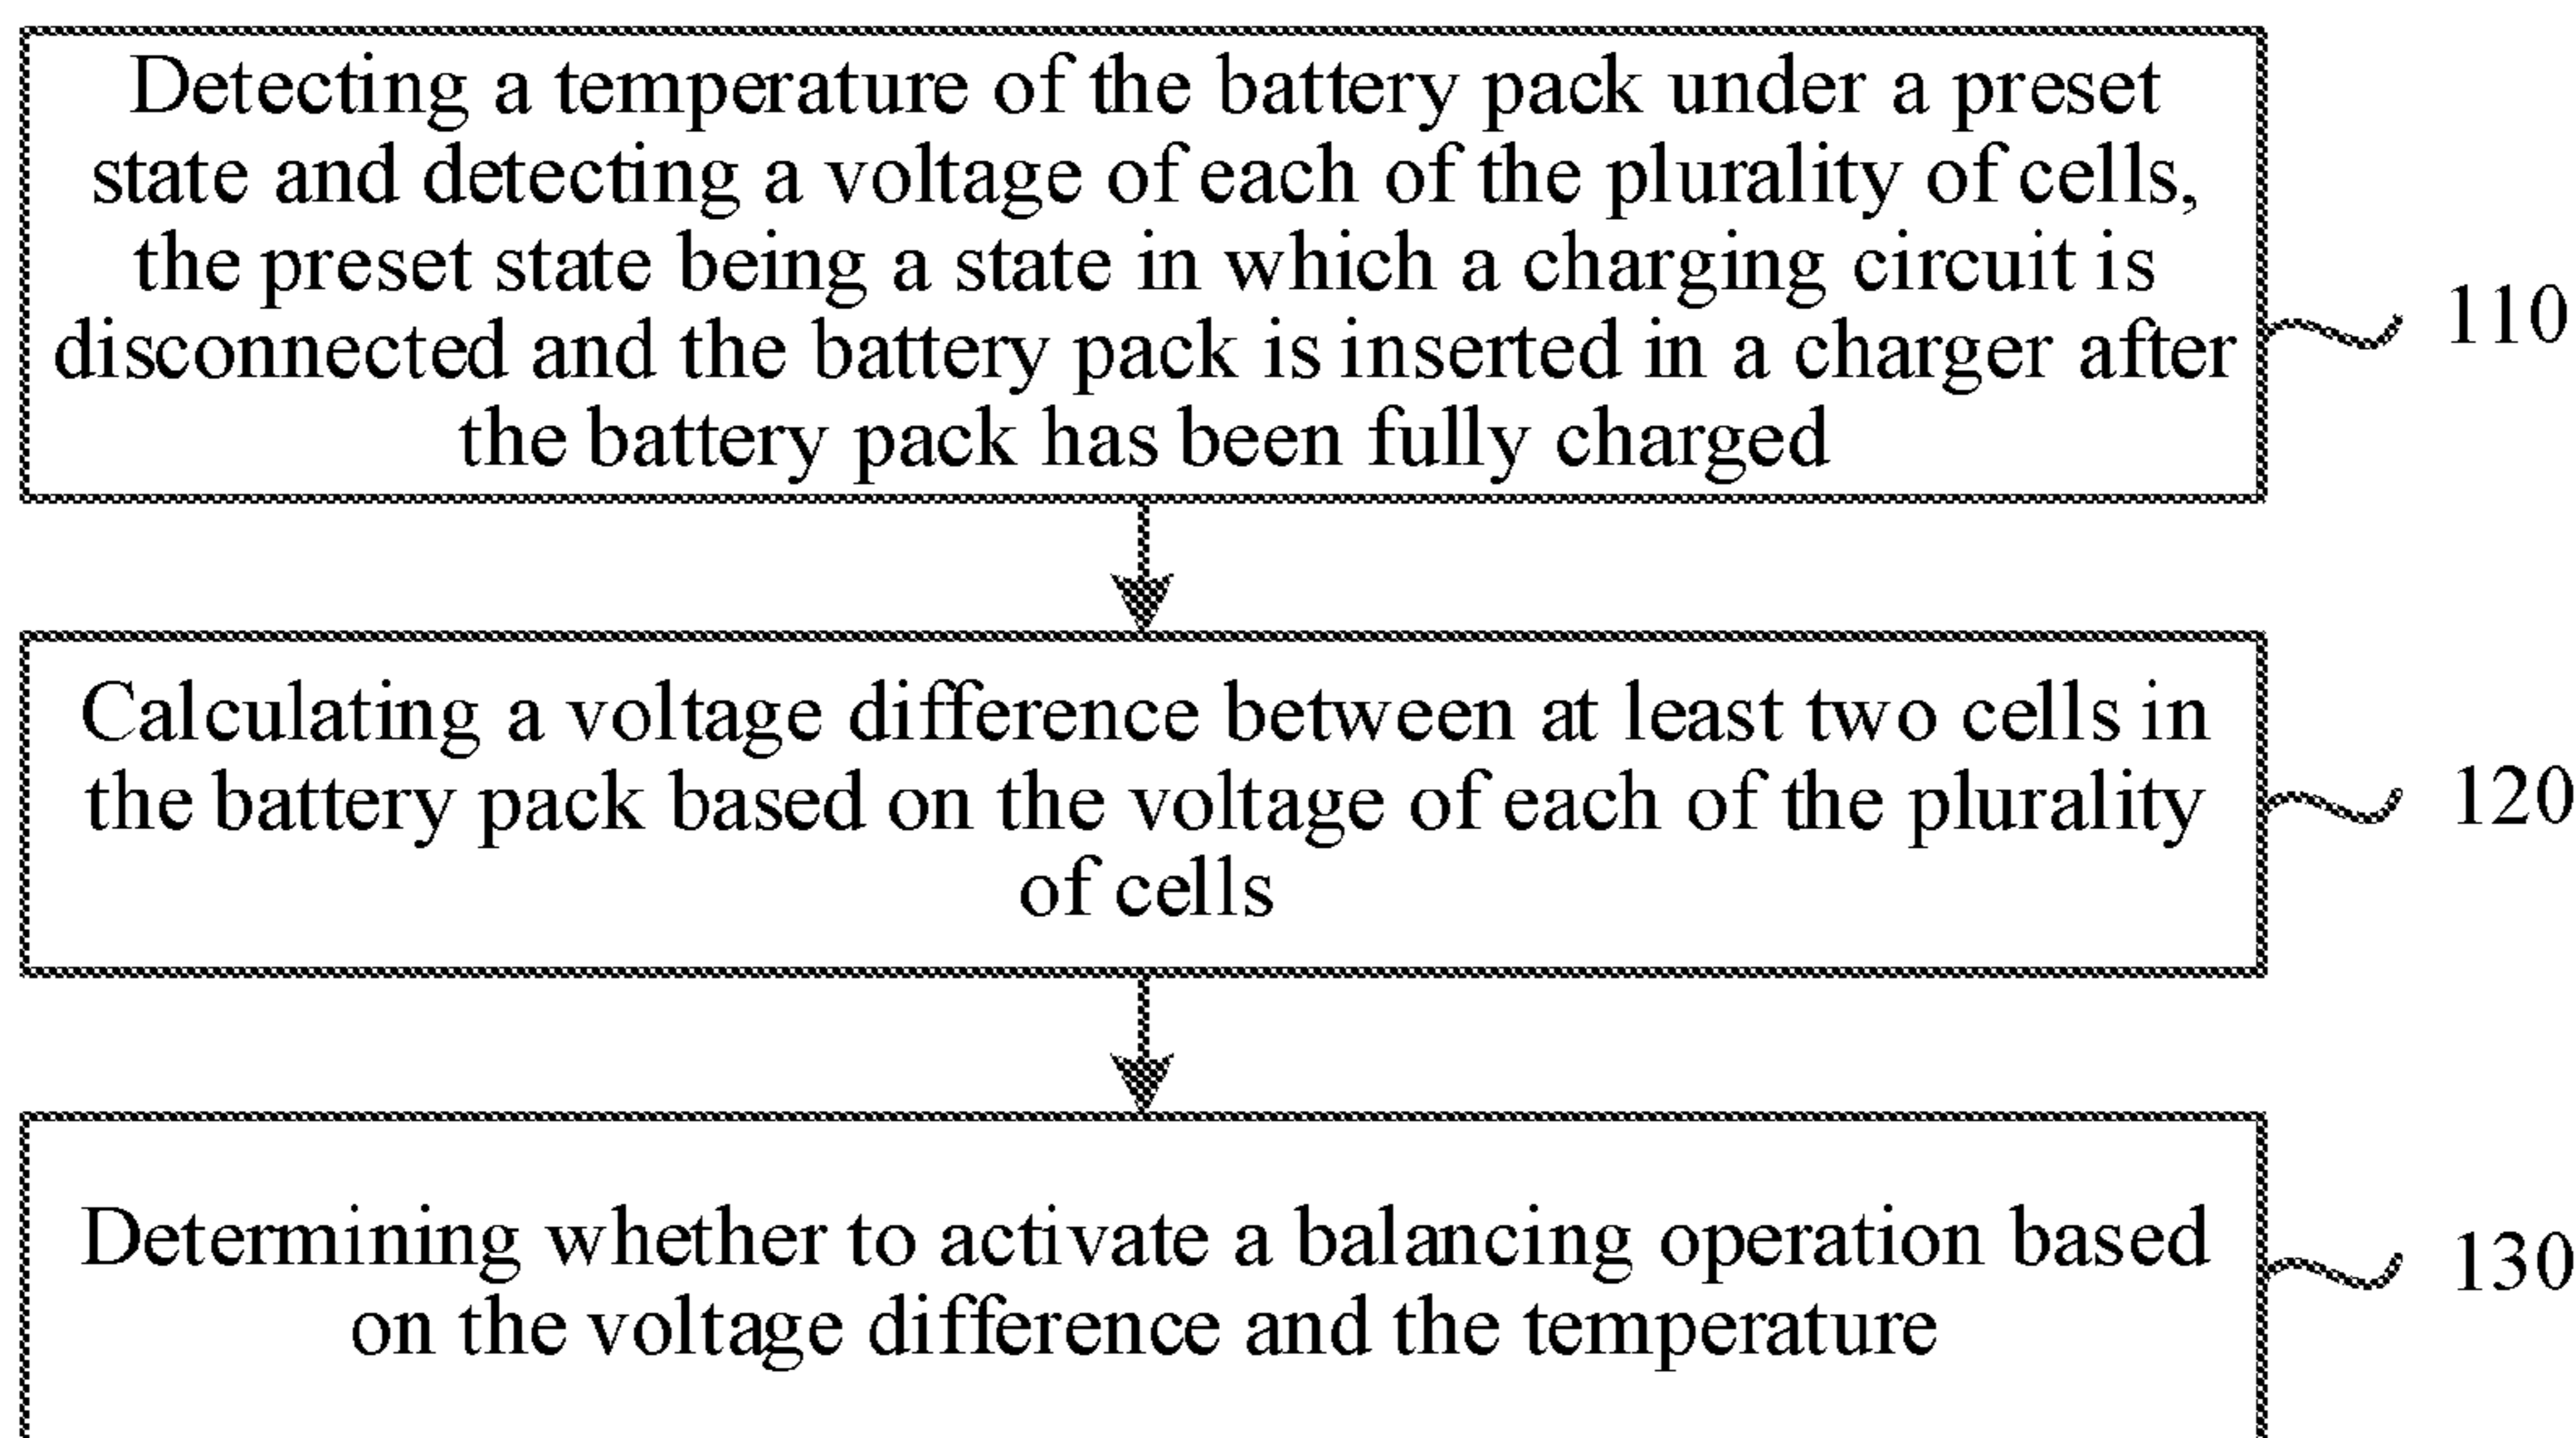 Detecting a temperature of the battery pack under a preset
state and detecting a voltage of each of the plurality of cells,
the preset state being a state in which a charging circuit is
disconnected and the battery pack is inserted in a charger after
the battery pack has been fully charged
110
Calculating a voltage difference between at least two cells in
the battery pack based on the voltage of each of the plurality
of cells
120
Determining whether to activate a balancing operation based
on the voltage difference and the temperature
130